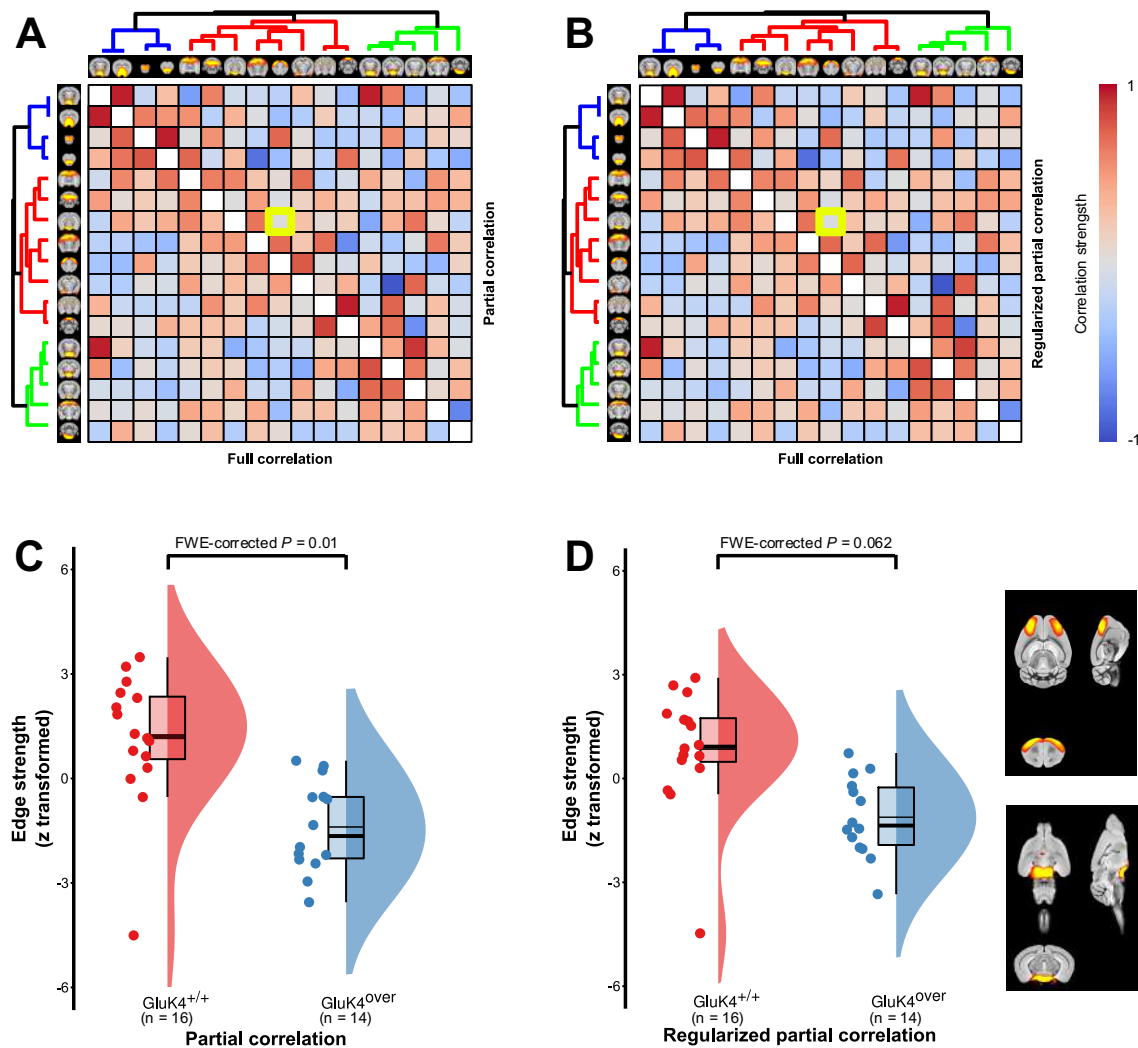 A
B
Partial correlation
Full correlation
Regularized partial correlation
Full correlation
1
Correlation strength
-1
C
FWE-corrected P = 0.01
6
3
0
-3
-6
Edge strength
(z transformed)
GluK4+/+
(n = 16)
GluK4over
(n = 14)
Partial correlation
D
FWE-corrected P = 0.062
6
3
0
-3
-6
Edge strength
(z transformed)
GluK4+/+
(n = 16)
GluK4over
(n = 14)
Regularized partial correlation